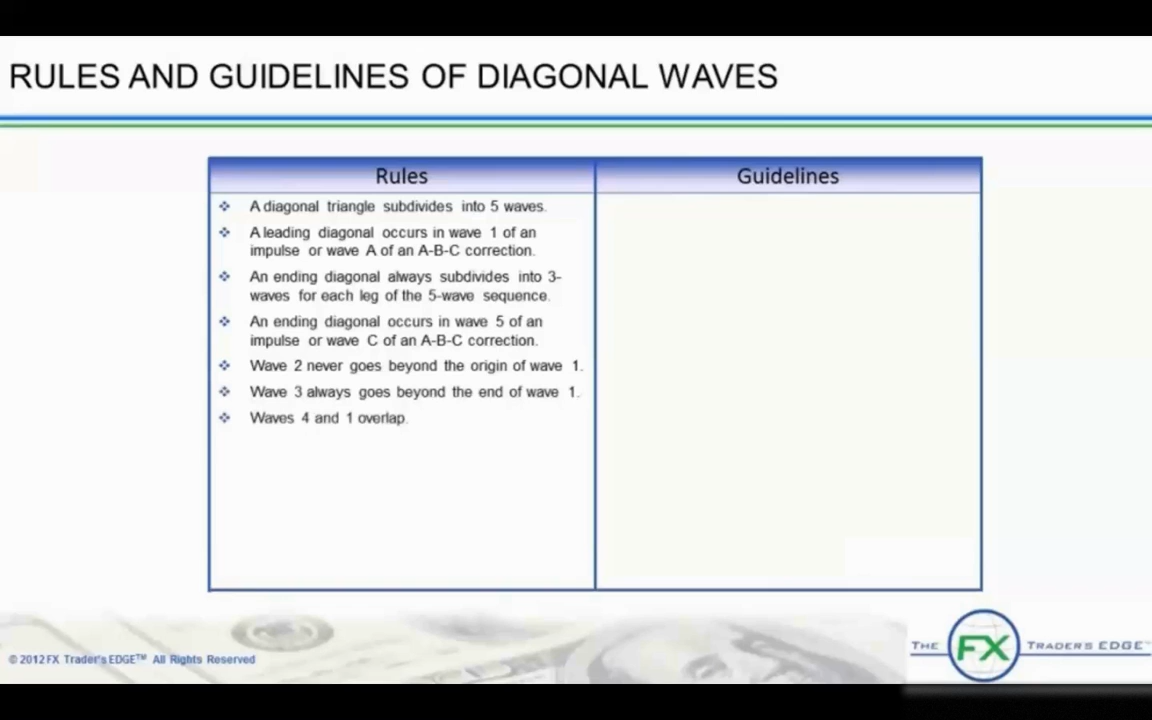 RULES AND GUIDELINES OF DIAGONAL WAVES
Rules
Guidelines
❖ A diagonal triangle subdivides into 5 waves.
❖ A leading diagonal occurs in wave 1 of an
impulse or wave A of an A-B-C correction.
❖ An ending diagonal always subdivides into 3-
waves for each leg of the 5-wave sequence.
❖ An ending diagonal occurs in wave 5 of an
impulse or wave C of an A-B-C correction.
❖ Wave 2 never goes beyond the origin of wave 1.
❖ Wave 3 always goes beyond the end of wave 1.
❖ Waves 4 and 1 overlap.
© 2012 FX Trader's EDGE™ All Rights Reserved
THE FX TRADER'S EDGE™